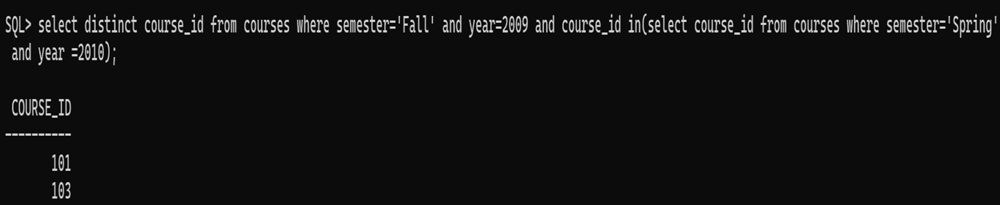 SQL> select distinct course_id from courses where semester='Fall' and year=2009 and course_id in(select course_id from courses where semester='Spring'
and year =2010);
COURSE_ID
----------
101
103